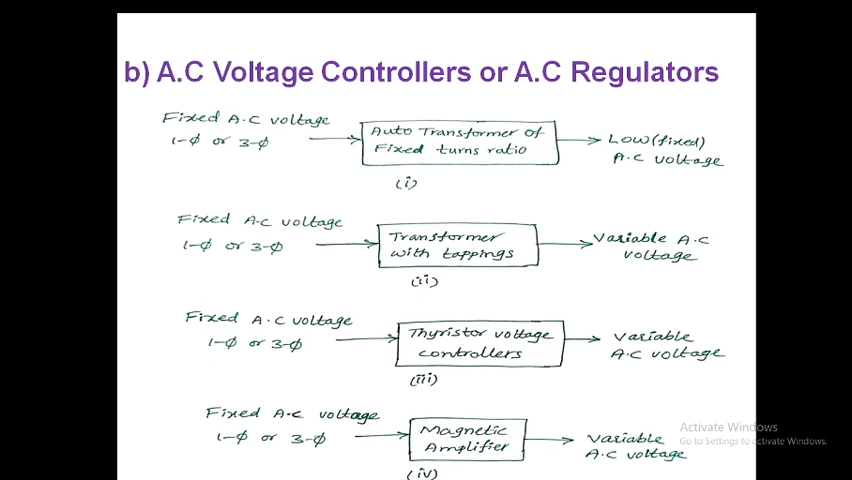 b) A.C Voltage Controllers or A.C Regulators
Fixed A.C voltage
1-ϕ or 3-ϕ
Auto Transformer of
Fixed turns ratio
Low (fixed)
A.C voltage
(i)
Fixed A.C voltage
1-ϕ or 3-ϕ
Transformer
with tappings
Variable A.C
voltage
(ii)
Fixed A.C voltage
1-ϕ or 3-ϕ
Thyristor voltage
controllers
Variable
A.C voltage
(iii)
Fixed A.C voltage
1-ϕ or 3-ϕ
Magnetic
Amplifier
Variable
A.C voltage
(iv)
Activate Windows
Go to Settings to activate Windows.